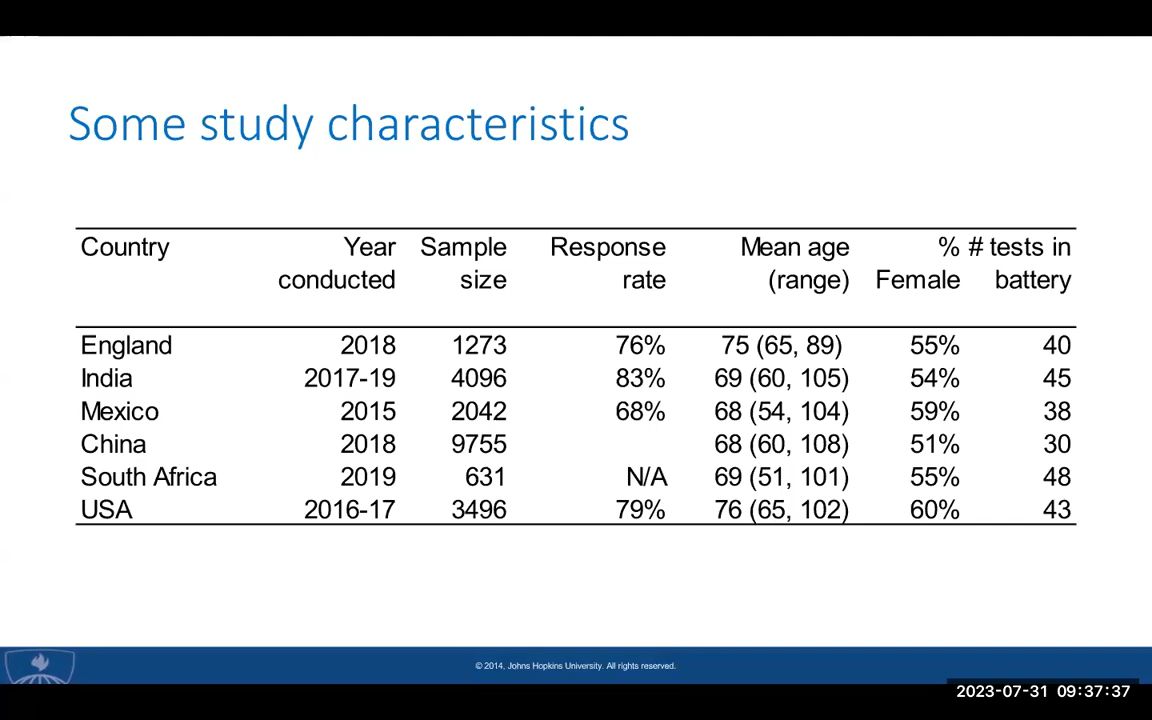 Some study characteristics
Country Year Sample Response Mean age % # tests in
conducted size rate (range) Female battery
England 2018 1273 76% 75 (65, 89) 55% 40
India 2017-19 4096 83% 69 (60, 105) 54% 45
Mexico 2015 2042 68% 68 (54, 104) 59% 38
China 2018 9755 68 (60, 108) 51% 30
South Africa 2019 631 N/A 69 (51, 101) 55% 48
USA 2016-17 3496 79% 76 (65, 102) 60% 43
© 2014, Johns Hopkins University. All rights reserved.
2023-07-31 09:37:37